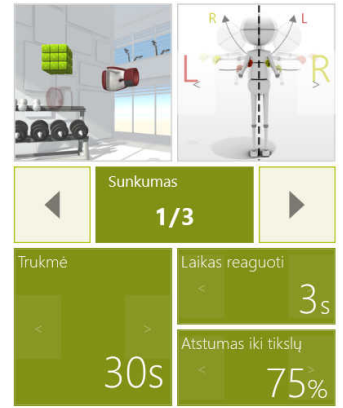 R L
L R
Sunkumas
1/3
Trukmė
30s
Laikas reaguoti
3s
Atstumas iki tikslų
75%